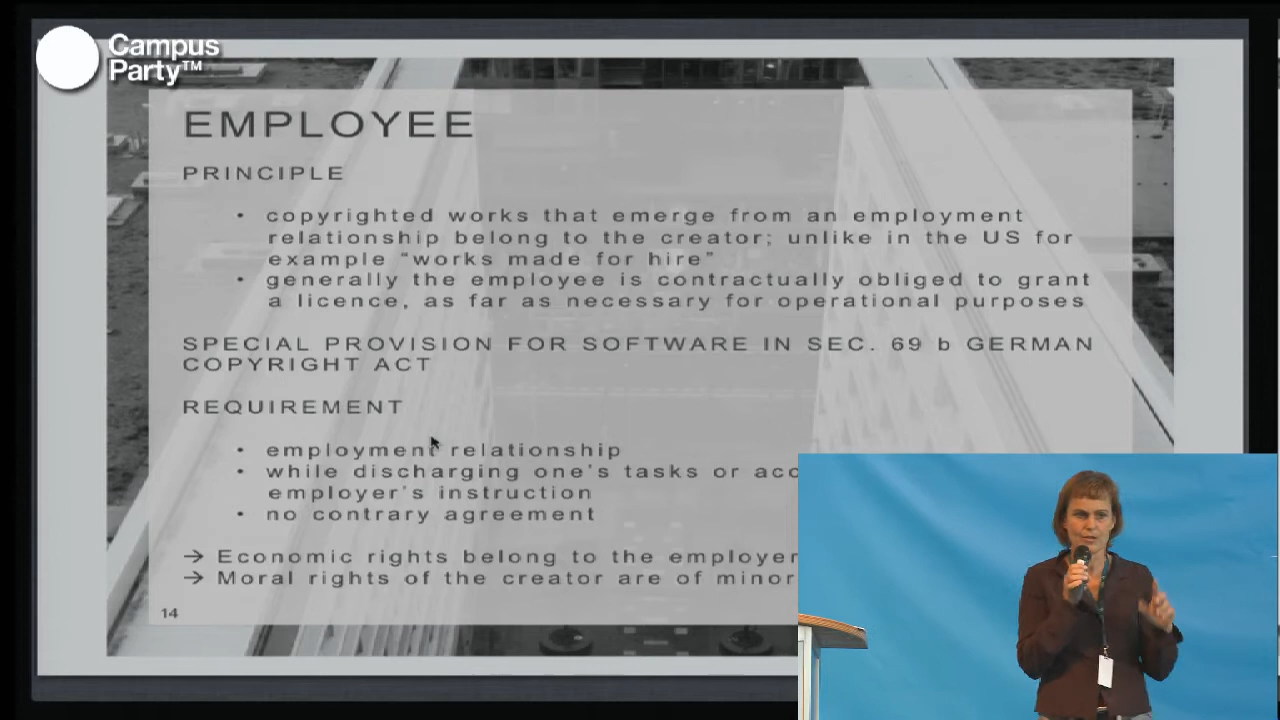 Campus
Party™
EMPLOYEE
PRINCIPLE
• copyrighted works that emerge from an employment
relationship belong to the creator; unlike in the US for
example “works made for hire”
• generally the employee is contractually obliged to grant
a licence, as far as necessary for operational purposes
SPECIAL PROVISION FOR SOFTWARE IN SEC. 69 b GERMAN
COPYRIGHT ACT
REQUIREMENT
• employment relationship
• while discharging one's tasks or
employer's instruction
• no contrary agreement
→ Economic rights belong to the employer
→ Moral rights of the creator are of minor
14